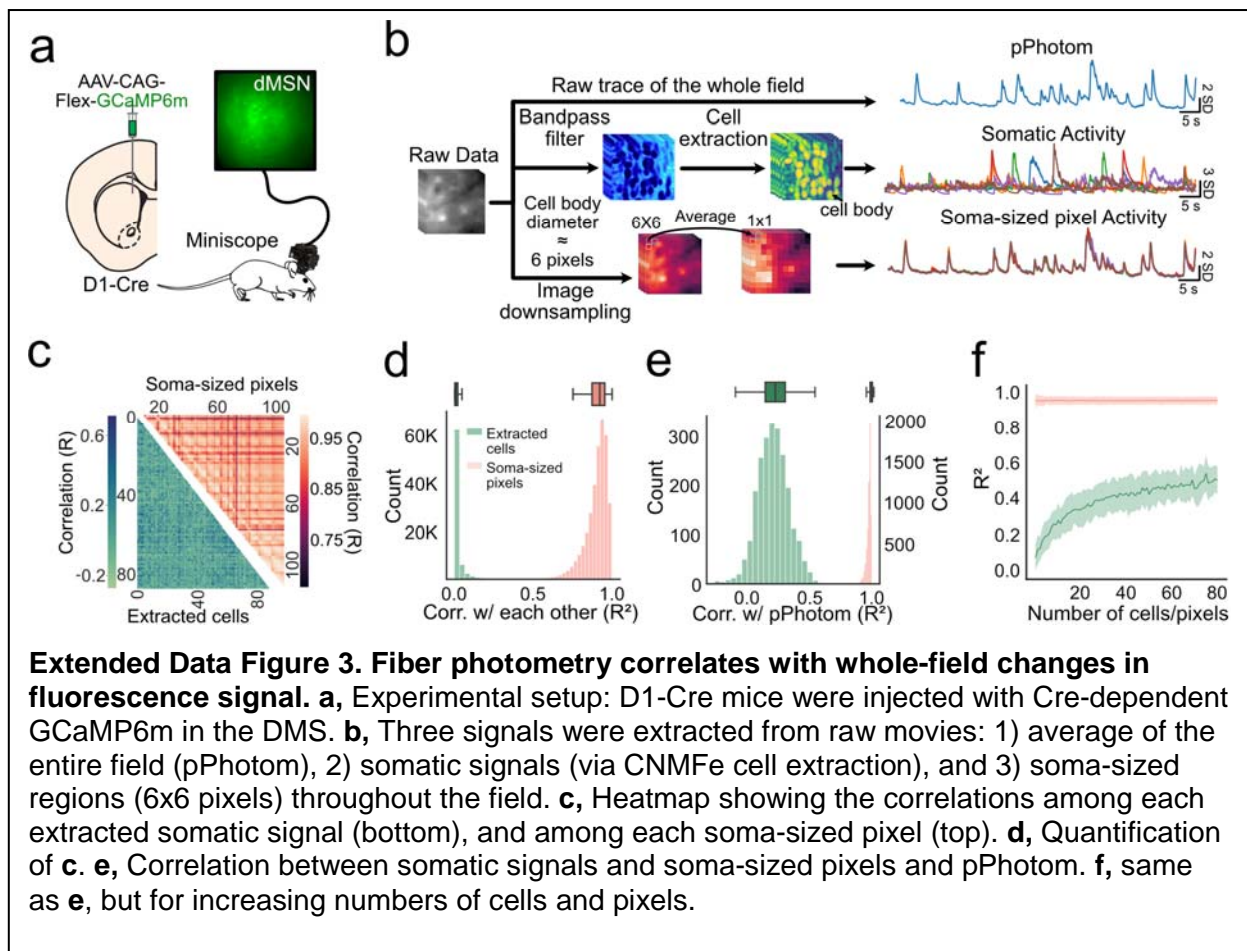 a
AAV-CAG-
Flex-GCaMP6m
dMSN
Miniscope
D1-Cre
b
Raw trace of the whole field
Bandpass
filter
Cell
extraction
Raw Data
cell body
Cell body
diameter
≈
6 pixels
6X6
Average
1x1
Image
downsampling
pPhotom
2 SD
5 s
Somatic Activity
3 SD
5 s
Soma-sized pixel Activity
2 SD
5 s
c
Soma-sized pixels
20 60 100
0
40
80
0.6
0.2
-0.2
Correlation (R)
20
60
100
0.95
0.85
0.75
Correlation (R)
0 40 80
Extracted cells
d
60K
40K
20K
Count
Extracted
cells
Soma-sized
pixels
0.0 0.5 1.0
Corr. w/ each other (R²)
e
300
200
100
0
Count
2000
1500
1000
500
Count
0.0 0.5 1.0
Corr. w/ pPhotom (R²)
f
1.0
0.8
0.6
0.4
0.2
0.0
R²
20 40 60 80
Number of cells/pixels
Extended Data Figure 3. Fiber photometry correlates with whole-field changes in
fluorescence signal. a, Experimental setup: D1-Cre mice were injected with Cre-dependent
GCaMP6m in the DMS. b, Three signals were extracted from raw movies: 1) average of the
entire field (pPhotom), 2) somatic signals (via CNMFe cell extraction), and 3) soma-sized
regions (6x6 pixels) throughout the field. c, Heatmap showing the correlations among each
extracted somatic signal (bottom), and among each soma-sized pixel (top). d, Quantification
of c. e, Correlation between somatic signals and soma-sized pixels and pPhotom. f, same
as e, but for increasing numbers of cells and pixels.